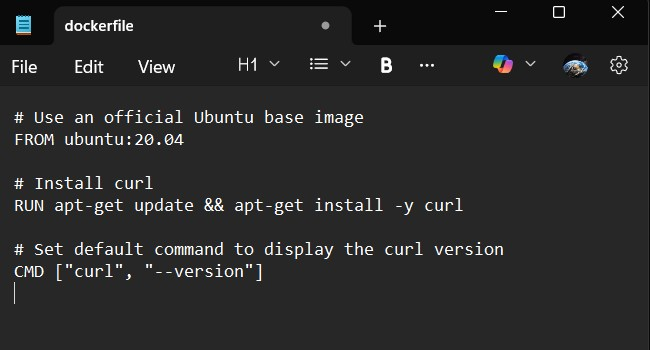 dockerfile
File Edit View H1 B ...
# Use an official Ubuntu base image
FROM ubuntu:20.04
# Install curl
RUN apt-get update && apt-get install -y curl
# Set default command to display the curl version
CMD ["curl", "--version"]